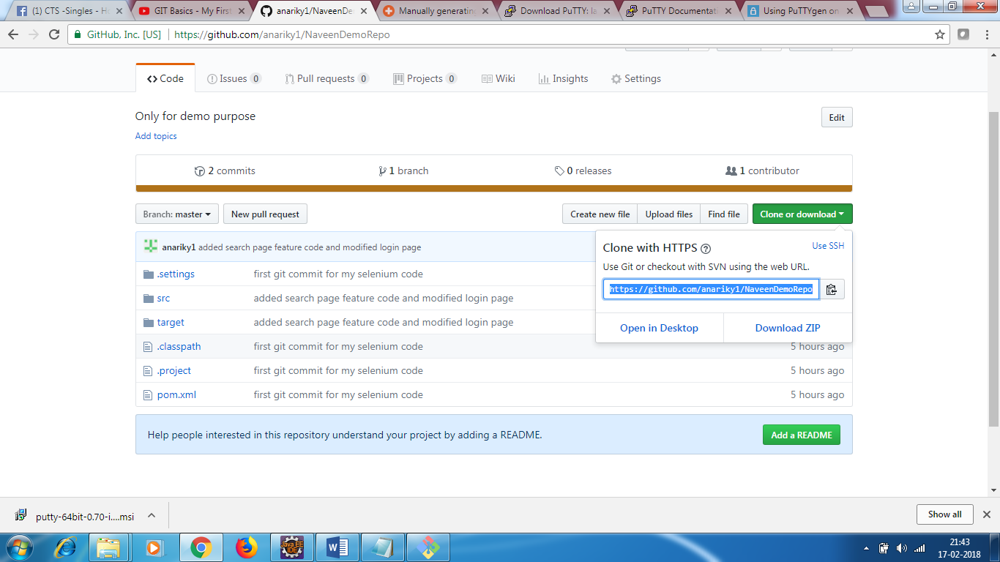 (1) CTS -Singles - Ho
GIT Basics - My First
anariky1/NaveenDem
Manually generating
Download PuTTY: la
PuTTY Documentati
Using PuTTYgen on
GitHub, Inc. [US] https://github.com/anariky1/NaveenDemoRepo
Code Issues 0 Pull requests 0 Projects 0 Wiki Insights Settings
Only for demo purpose Edit
Add topics
2 commits 1 branch 0 releases 1 contributor
Branch: master New pull request Create new file Upload files Find file Clone or download
anariky1 added search page feature code and modified login page
Clone with HTTPS Use SSH
Use Git or checkout with SVN using the web URL.
https://github.com/anariky1/NaveenDemoRepo
Open in Desktop Download ZIP
.settings first git commit for my selenium code
src added search page feature code and modified login page
target added search page feature code and modified login page
.classpath first git commit for my selenium code 5 hours ago
.project first git commit for my selenium code 5 hours ago
pom.xml first git commit for my selenium code 5 hours ago
Help people interested in this repository understand your project by adding a README. Add a README
putty-64bit-0.70-i....msi Show all
Java EE
IDE
21:43
17-02-2018